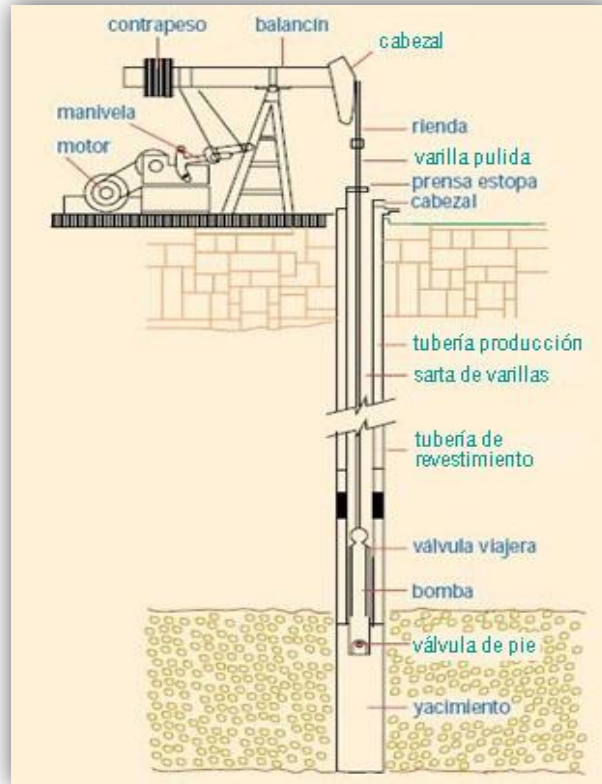 contrapeso
balancín
cabezal
manivela
motor
rienda
varilla pulida
prensa estopa
cabezal
tubería producción
sarta de varillas
tubería de
revestimiento
válvula viajera
bomba
válvula de pie
yacimiento